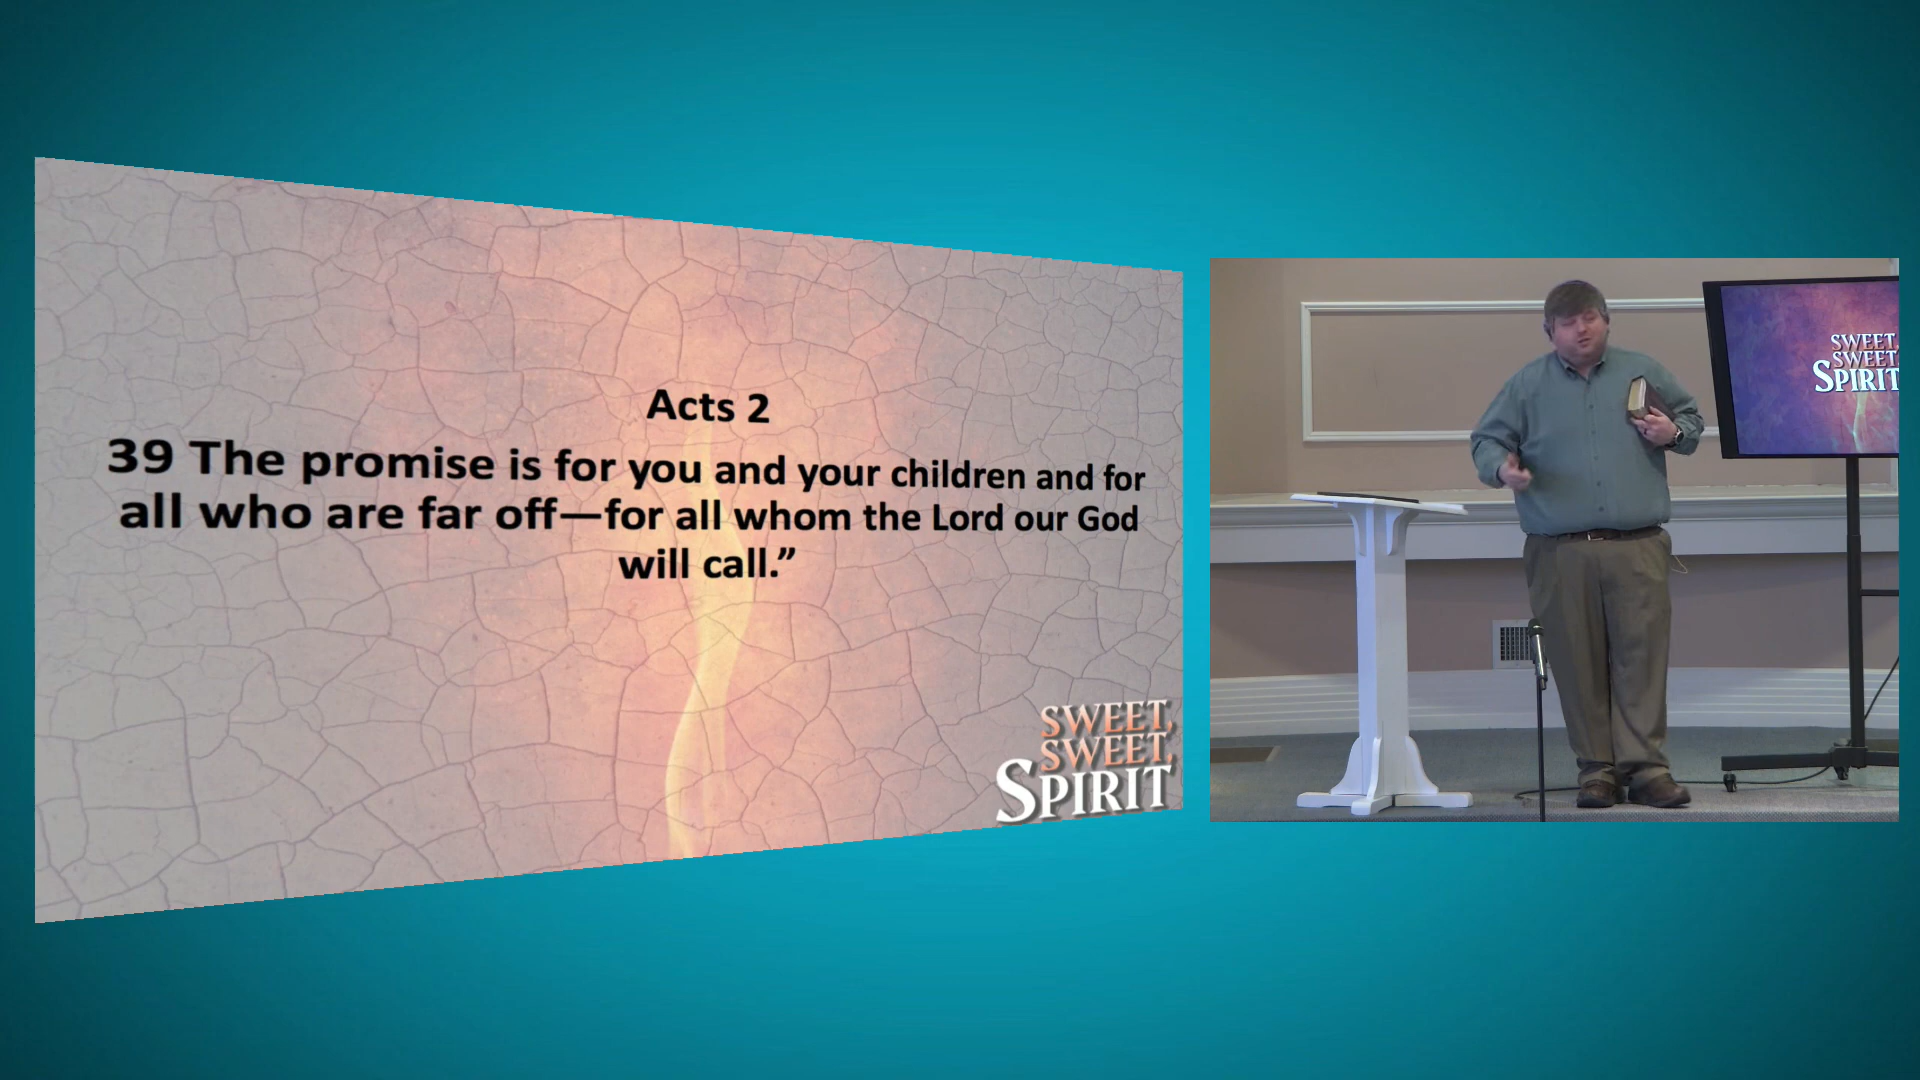 Acts 2
39 The promise is for you and your children and for
all who are far off—for all whom the Lord our God
will call.”
SWEET,
SWEET,
SPIRIT
SWEET,
SWEET
SPIRIT